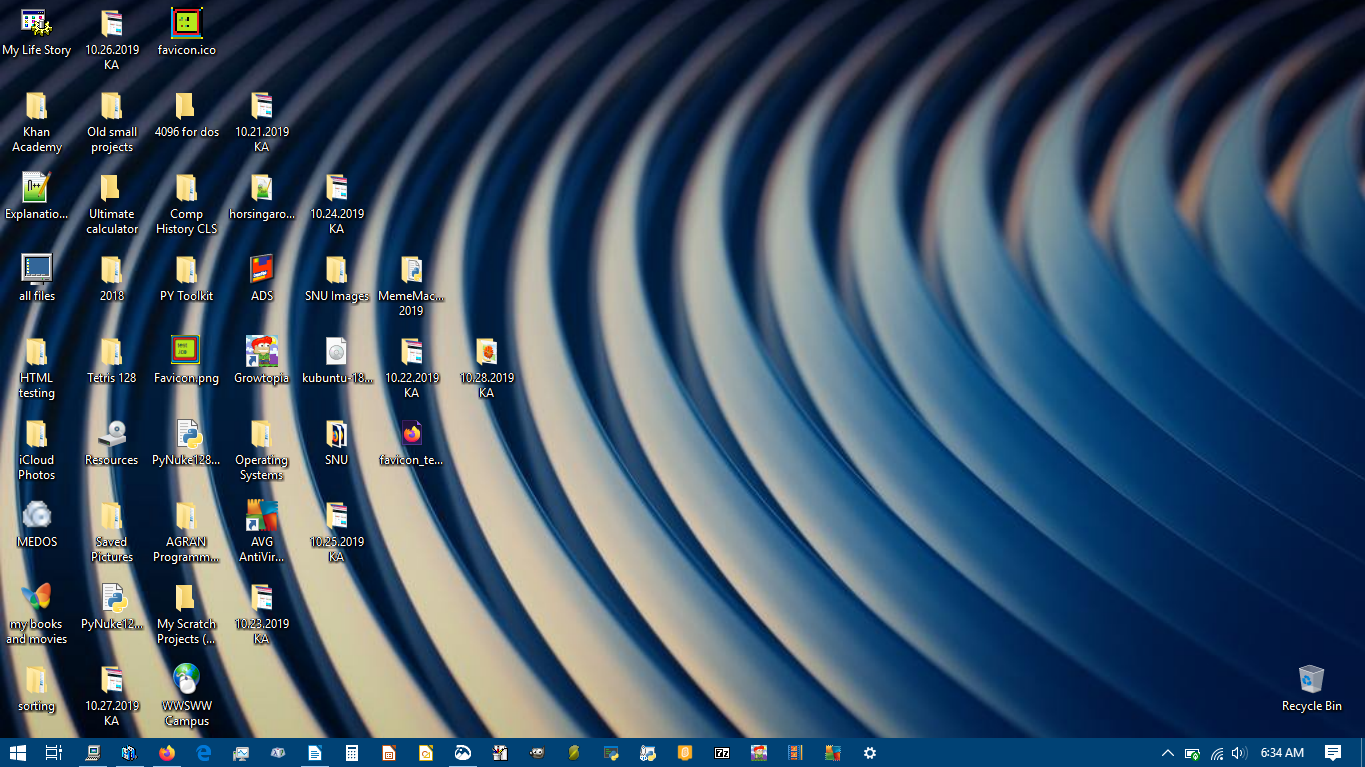 My Life Story
10.26.2019
KA
favicon.ico
Khan
Academy
Old small
projects
4096 for dos
10.21.2019
KA
Explanatio...
Ultimate
calculator
Comp
History CLS
horsingaro...
10.24.2019
KA
all files
2018
PY Toolkit
ADS
SNU Images
MemeMac...
2019
HTML
testing
Tetris 128
Favicon.png
Growtopia
kubuntu-18...
10.22.2019
KA
10.28.2019
KA
iCloud
Photos
Resources
PyNuke128...
Operating
Systems
SNU
favicon_te...
MEDOS
Saved
Pictures
AGRAN
Programm...
AVG
AntiVir...
10.25.2019
KA
my books
and movies
PyNuke12...
My Scratch
Projects (...
10.23.2019
KA
sorting
10.27.2019
KA
WWSWW
Campus
Recycle Bin
6:34 AM